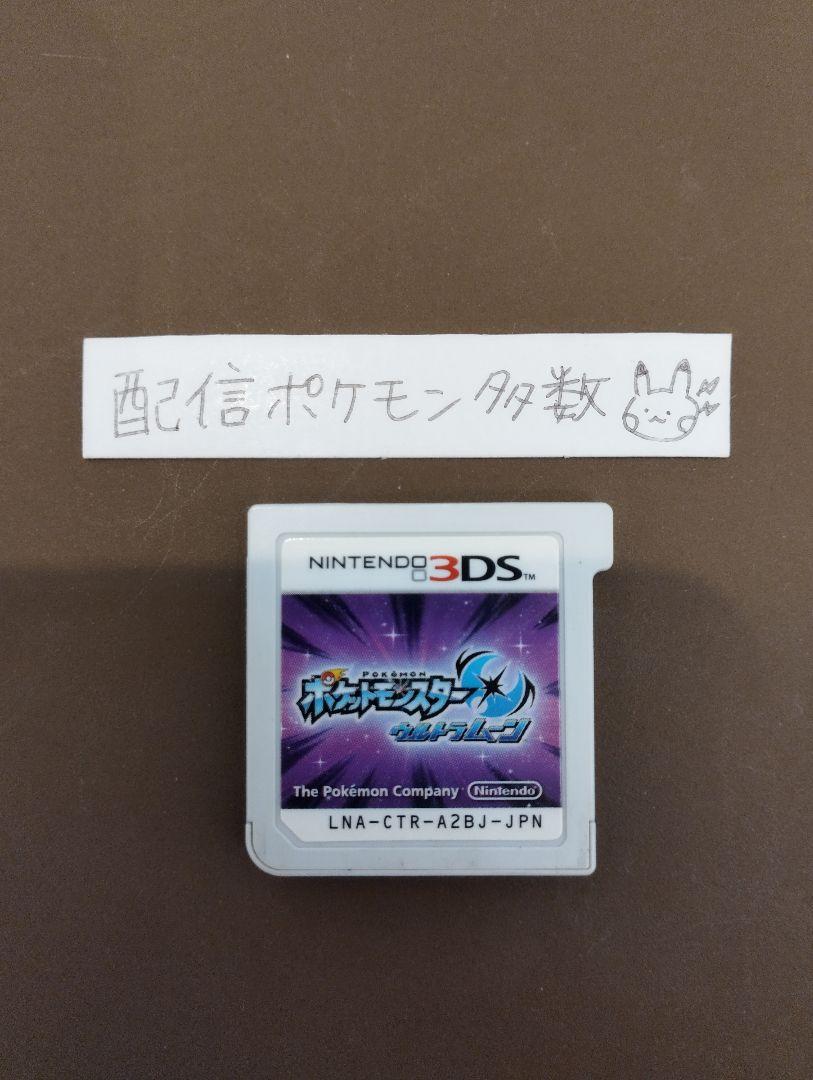 配信ポケモン多数
NINTENDO 3DS™
POKéMON
ポケットモンスター
ウルトラムーン
The Pokémon Company Nintendo
LNA-CTR-A2BJ-JPN